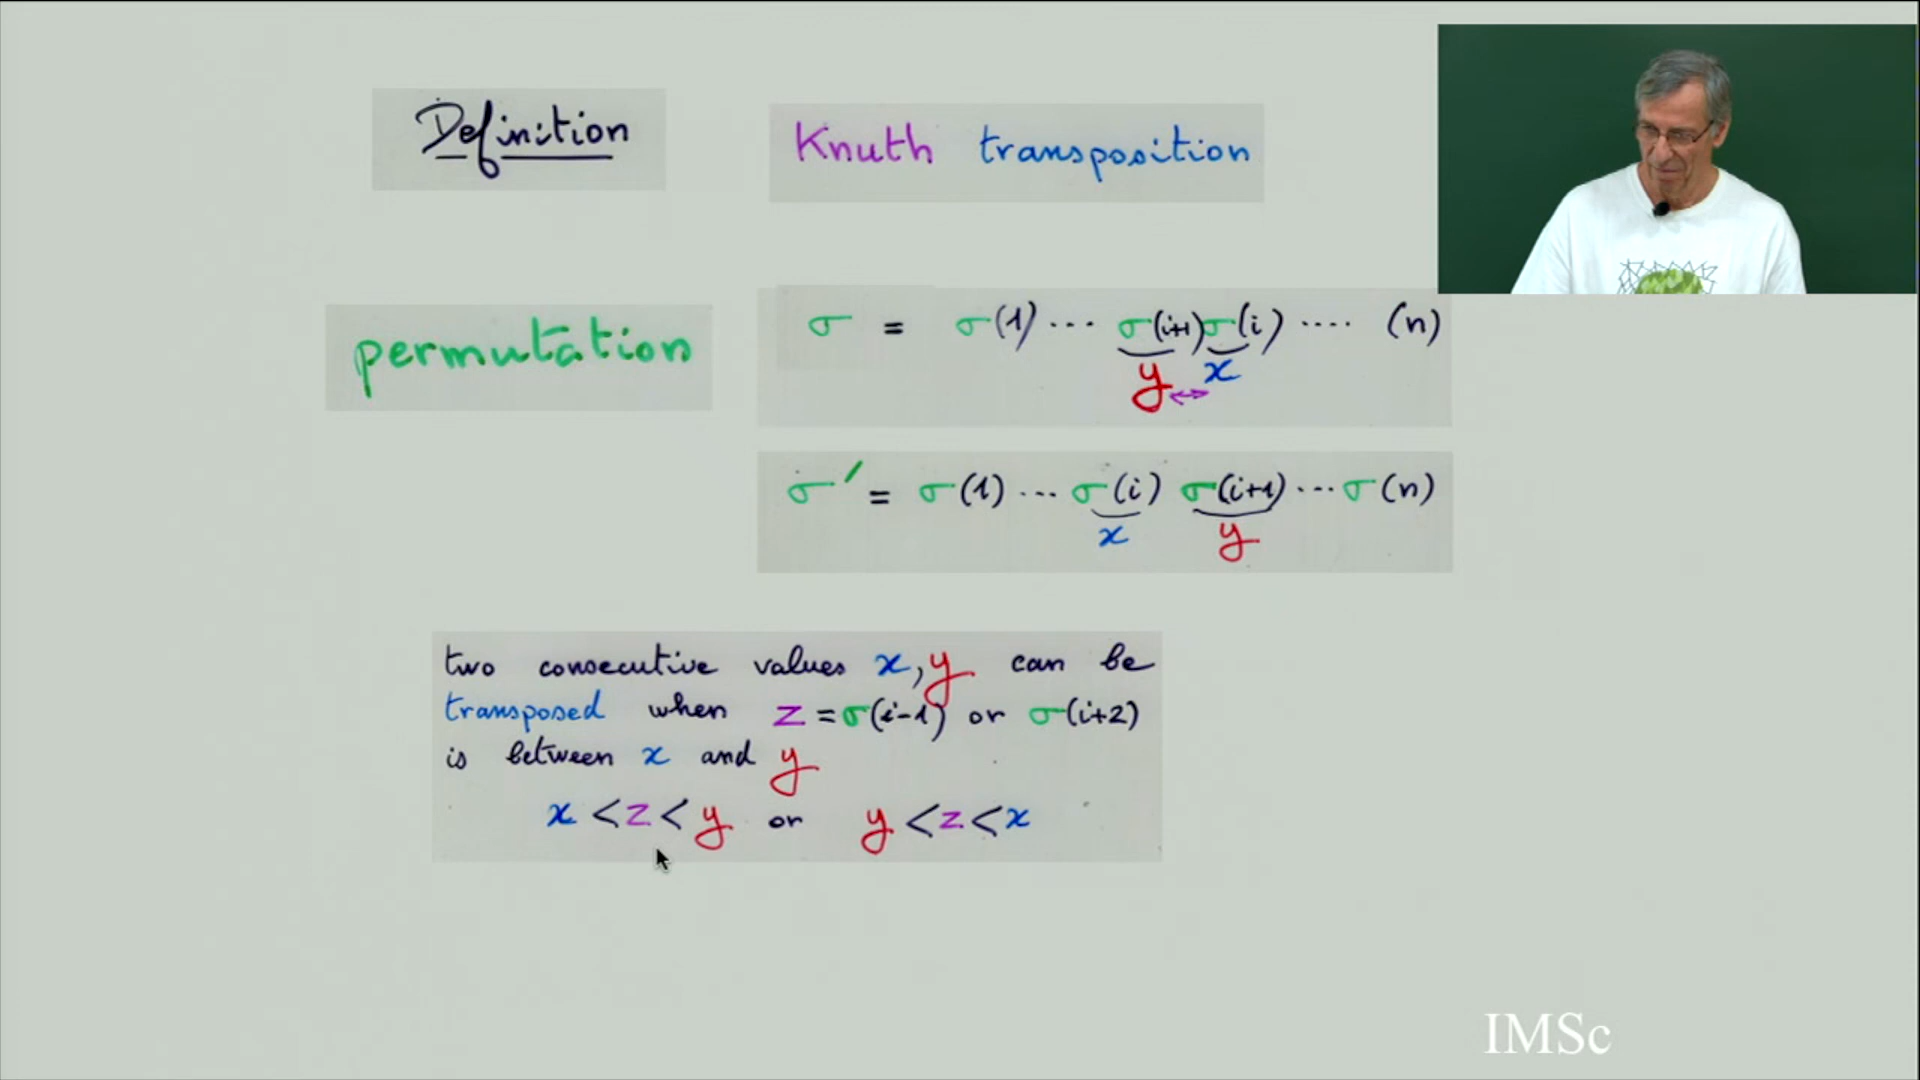 Definition
Knuth transposition
permutation
σ = σ(1) ··· σ(i+1)σ(i) ···· (n)
y ↔ x
σ′ = σ(1) ··· σ(i) σ(i+1) ··· σ(n)
x y
two consecutive values x, y can be
transposed when z = σ(i-1) or σ(i+2)
is between x and y
x < z < y or y < z < x
IMSc